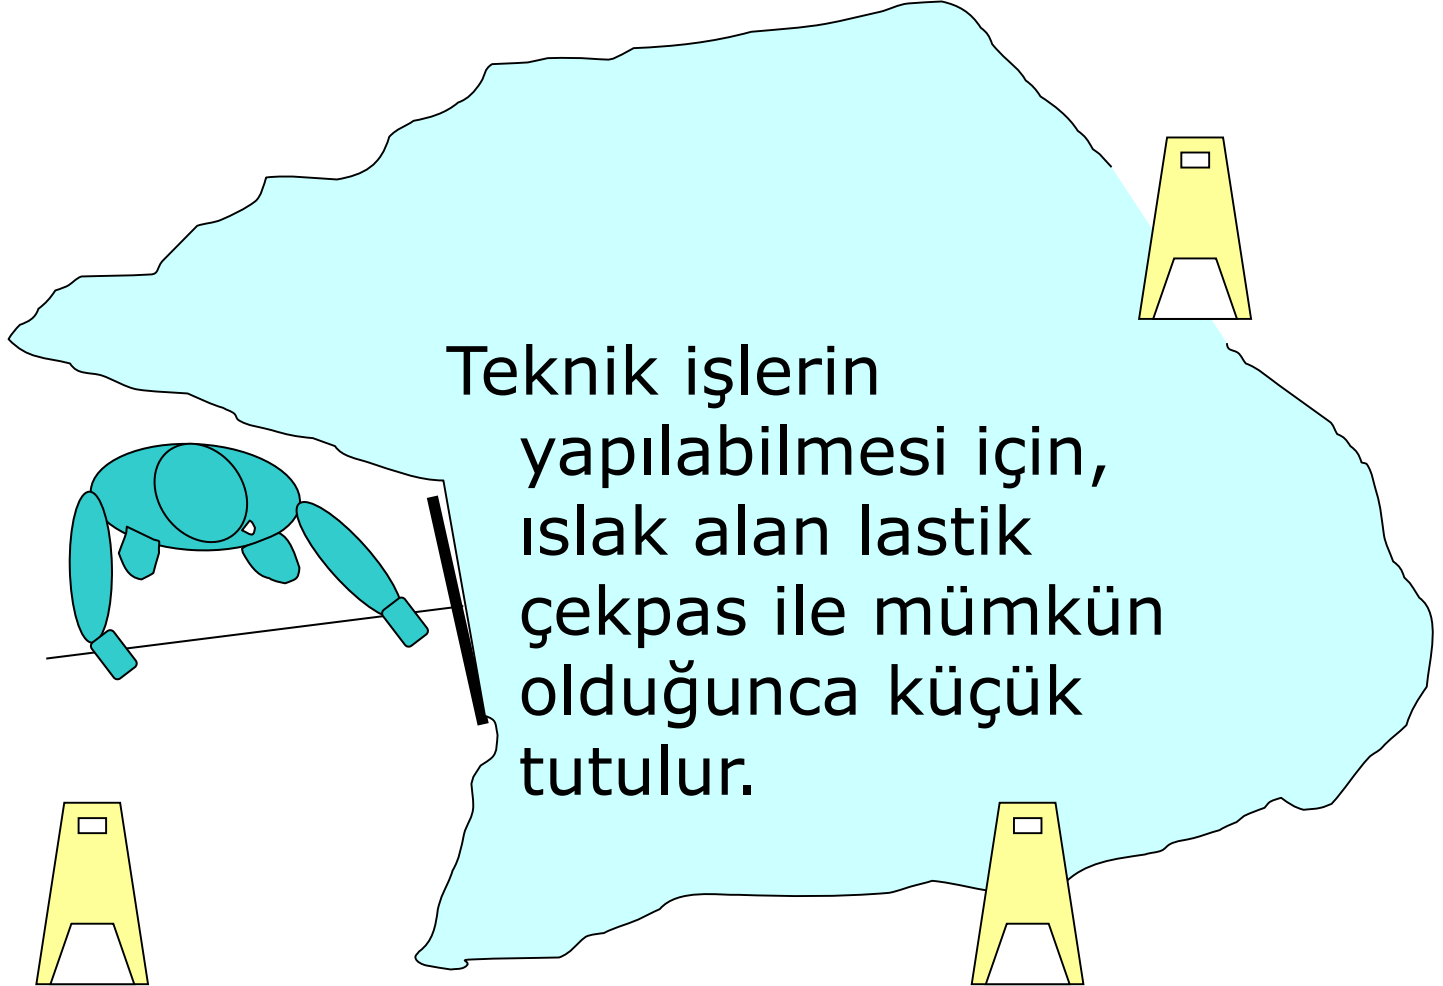 Teknik işlerin
yapılabilmesi için,
ıslak alan lastik
çekpas ile mümkün
olduğunca küçük
tutulur.